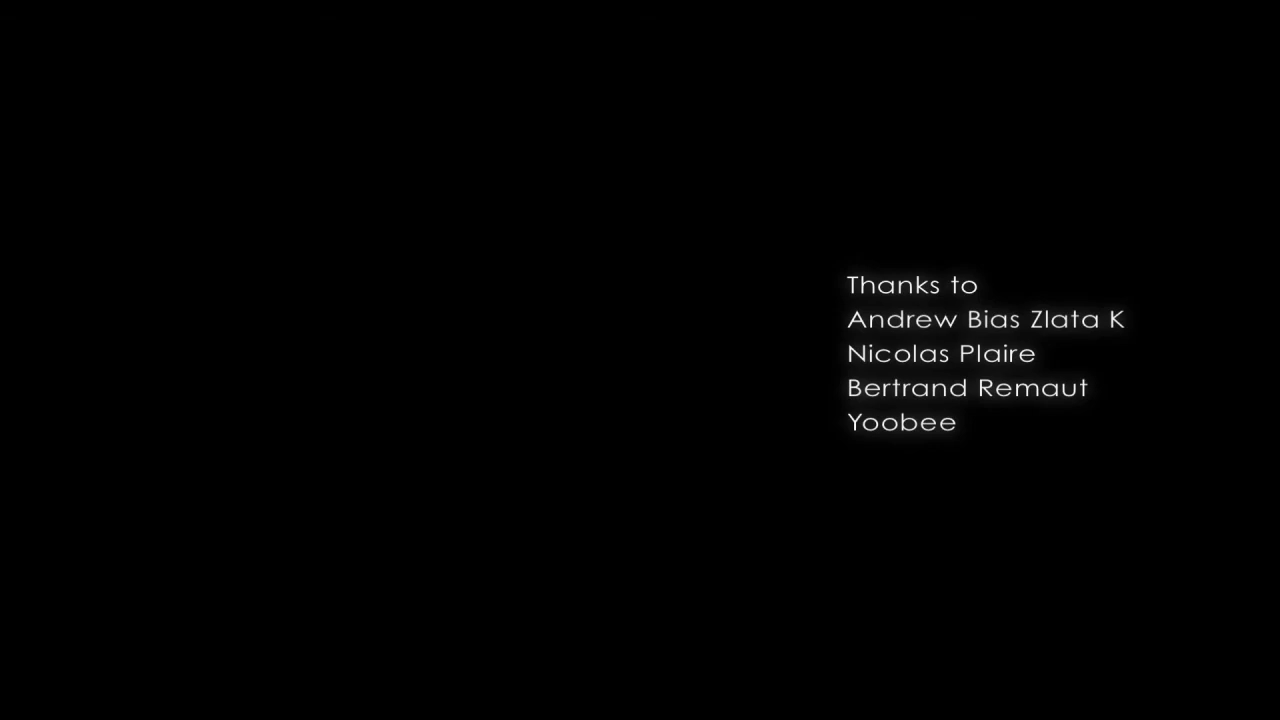 Thanks to
Andrew Bias Zlata K
Nicolas Plaire
Bertrand Remaut
Yoobee